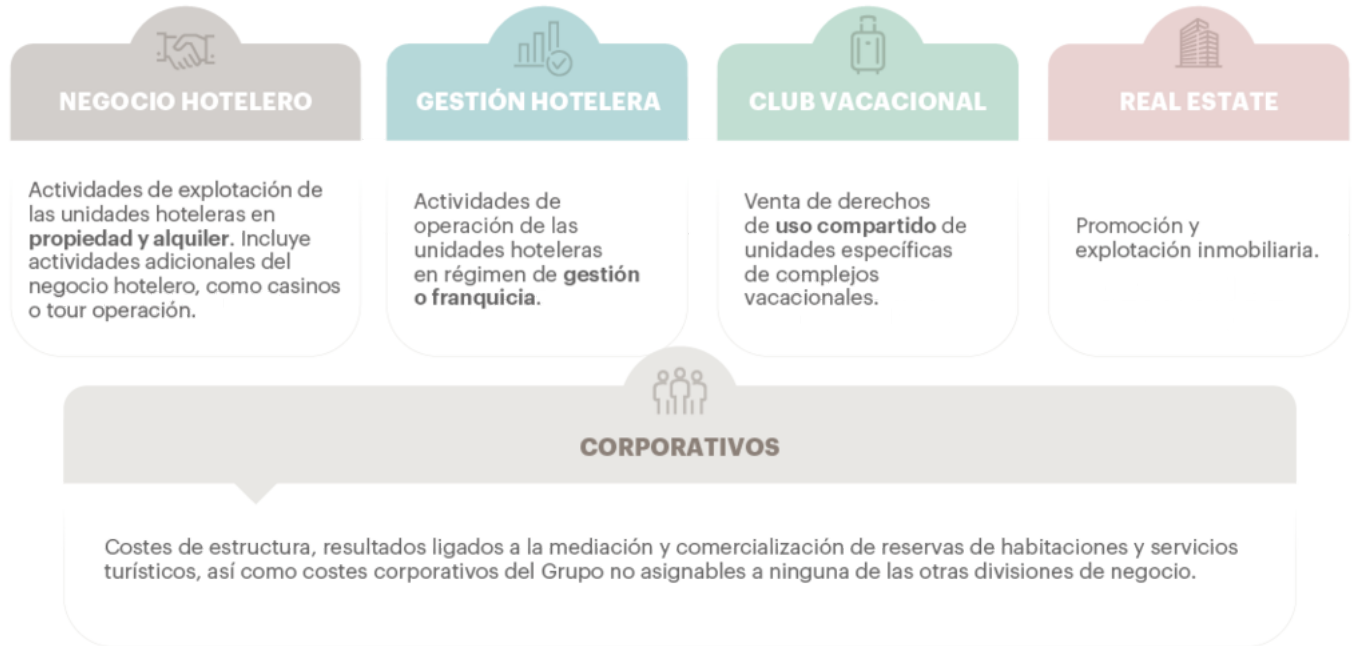 NEGOCIO HOTELERO
Actividades de explotación de
las unidades hoteleras en
propiedad y alquiler. Incluye
actividades adicionales del
negocio hotelero, como casinos
o tour operación.
GESTIÓN HOTELERA
Actividades de
operación de las
unidades hoteleras
en régimen de gestión
o franquicia.
CLUB VACACIONAL
Venta de derechos
de uso compartido de
unidades específicas
de complejos
vacacionales.
REAL ESTATE
Promoción y
explotación inmobiliaria.
CORPORATIVOS
Costes de estructura, resultados ligados a la mediación y comercialización de reservas de habitaciones y servicios
turísticos, así como costes corporativos del Grupo no asignables a ninguna de las otras divisiones de negocio.